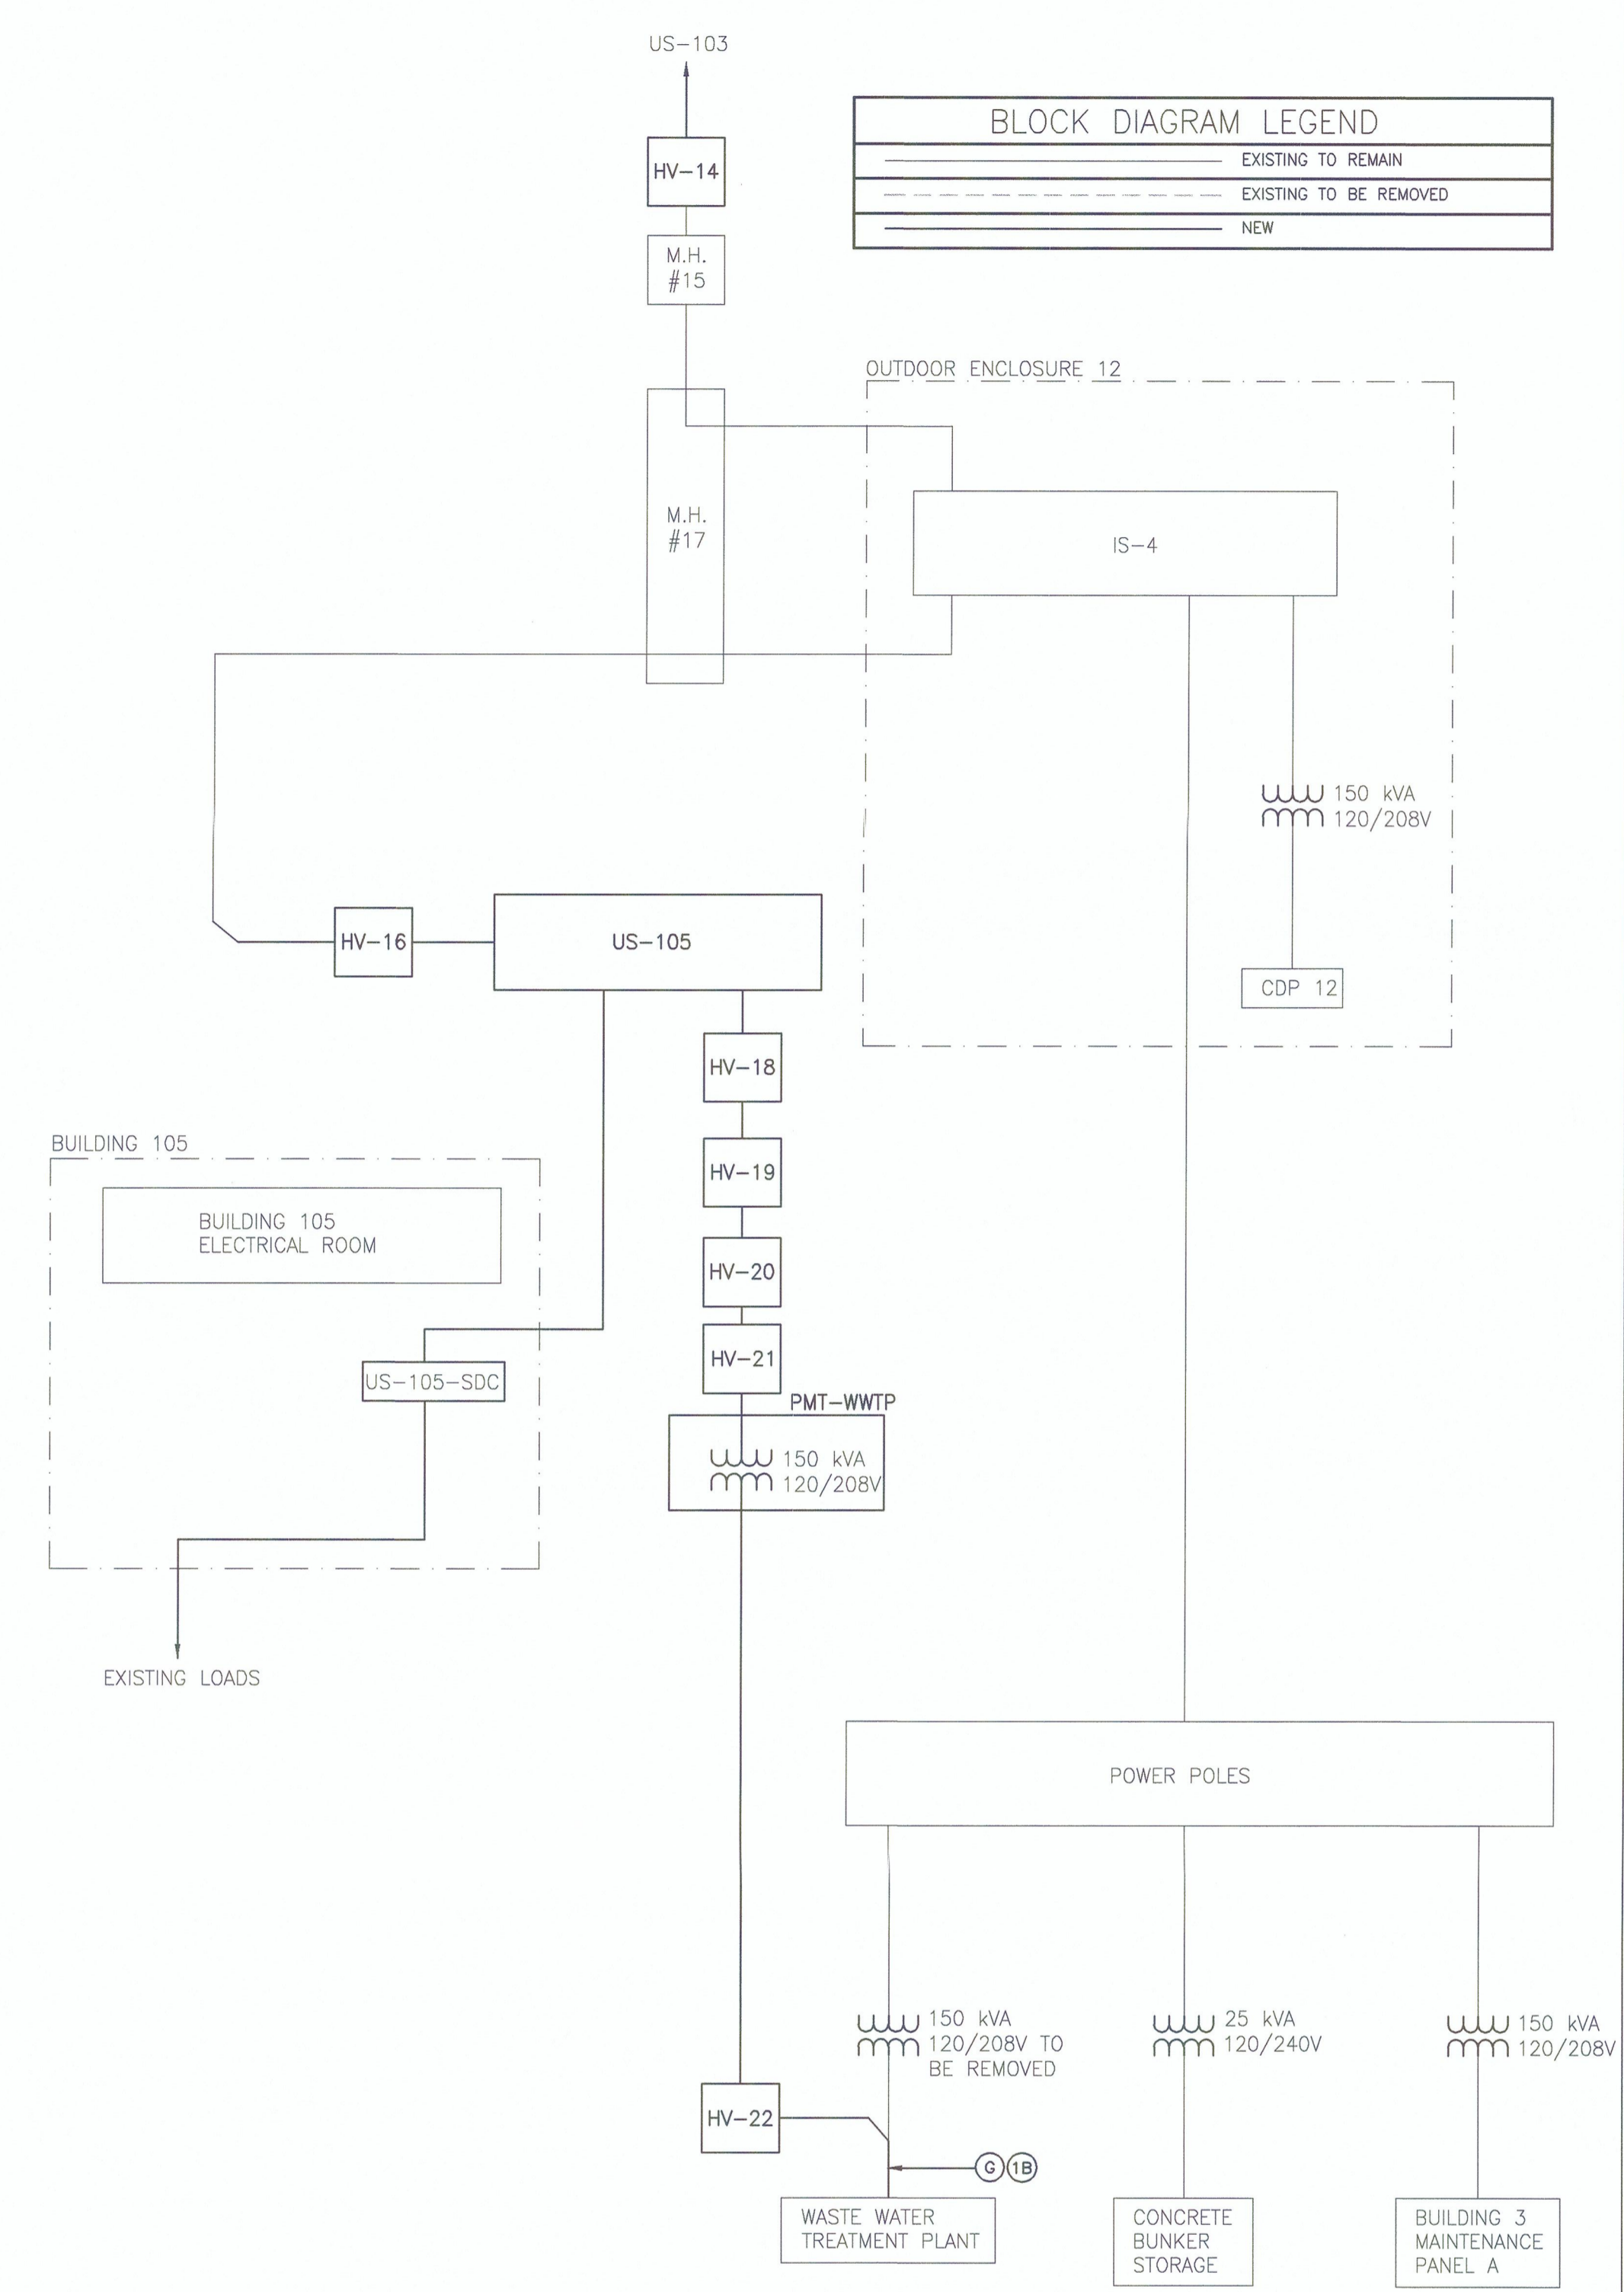 US-103
HV-14
M.H.
#15
BLOCK DIAGRAM LEGEND
EXISTING TO REMAIN
EXISTING TO BE REMOVED
NEW
OUTDOOR ENCLOSURE 12
M.H.
#17
IS-4
150 kVA
120/208V
CDP 12
HV-16
US-105
HV-18
HV-19
HV-20
HV-21
BUILDING 105
BUILDING 105
ELECTRICAL ROOM
US-105-SDC
PMT-WWTP
150 kVA
120/208V
EXISTING LOADS
POWER POLES
150 kVA
120/208V TO
BE REMOVED
25 kVA
120/240V
150 kVA
120/208V
HV-22
G 1B
WASTE WATER
TREATMENT PLANT
CONCRETE
BUNKER
STORAGE
BUILDING 3
MAINTENANCE
PANEL A